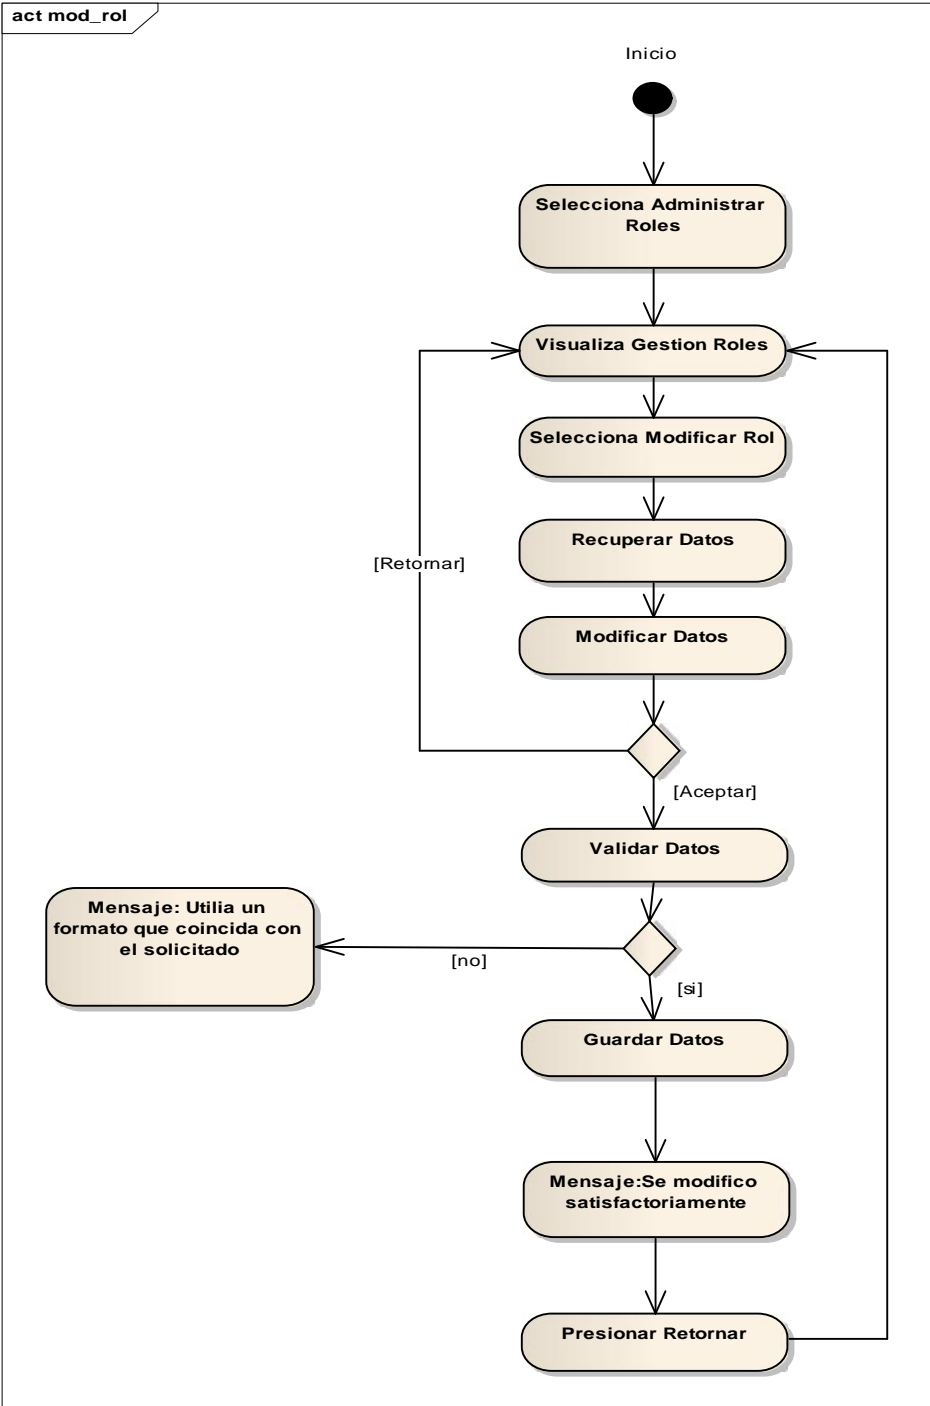 act mod_rol
Inicio
Selecciona Administrar
Roles
Visualiza Gestion Roles
Selecciona Modificar Rol
Recuperar Datos
[Retornar]
Modificar Datos
[Aceptar]
Validar Datos
Mensaje: Utilia un
formato que coincida con
el solicitado
[no]
[si]
Guardar Datos
Mensaje:Se modifico
satisfactoriamente
Presionar Retornar